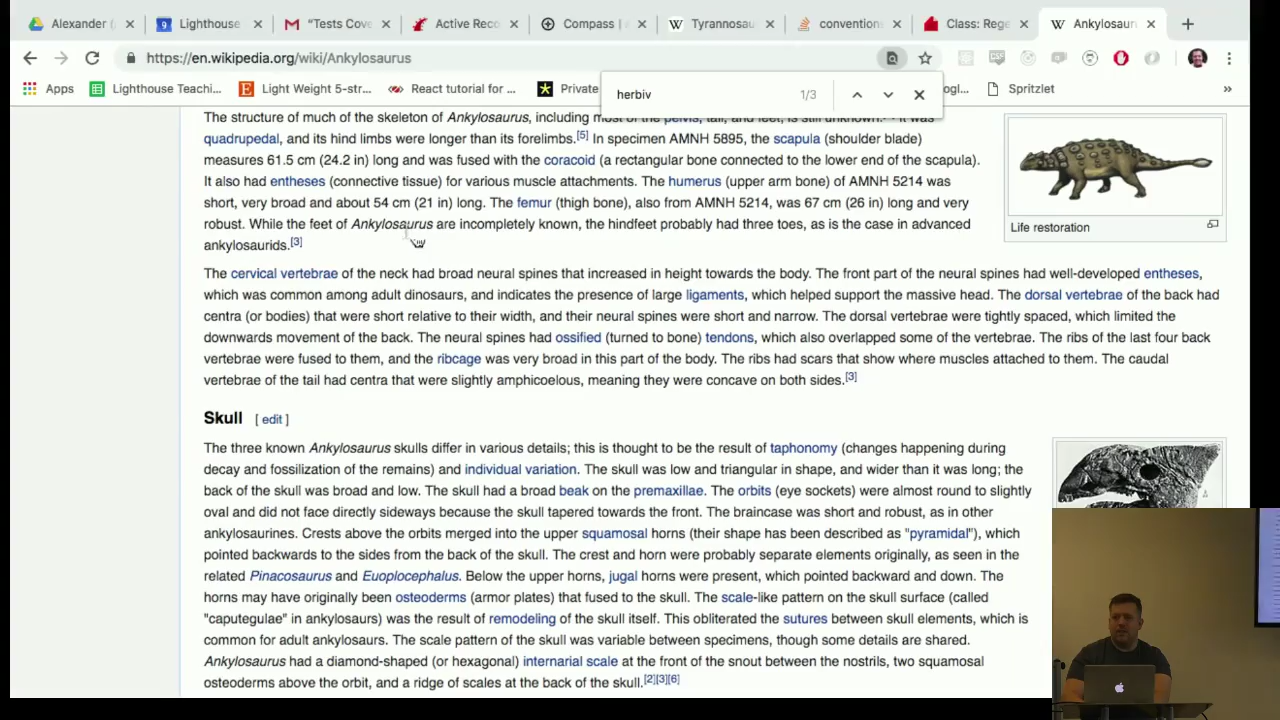 Alexander (
Lighthouse
"Tests Cove
Active Reco
Compass |
Tyrannosau
conventions
Class: Rege
Ankylosaur
https://en.wikipedia.org/wiki/Ankylosaurus
Apps
Lighthouse Teachi...
Light Weight 5-str...
React tutorial for ...
Private
ogl...
Spritzlet
»
herbiv
1/3
The structure of much of the skeleton of Ankylosaurus, including most of the pelvis, tail, and feet, is still unknown. It was
quadrupedal, and its hind limbs were longer than its forelimbs.[5] In specimen AMNH 5895, the scapula (shoulder blade)
measures 61.5 cm (24.2 in) long and was fused with the coracoid (a rectangular bone connected to the lower end of the scapula).
It also had entheses (connective tissue) for various muscle attachments. The humerus (upper arm bone) of AMNH 5214 was
short, very broad and about 54 cm (21 in) long. The femur (thigh bone), also from AMNH 5214, was 67 cm (26 in) long and very
robust. While the feet of Ankylosaurus are incompletely known, the hindfeet probably had three toes, as is the case in advanced
ankylosaurids.[3]
Life restoration
The cervical vertebrae of the neck had broad neural spines that increased in height towards the body. The front part of the neural spines had well-developed entheses,
which was common among adult dinosaurs, and indicates the presence of large ligaments, which helped support the massive head. The dorsal vertebrae of the back had
centra (or bodies) that were short relative to their width, and their neural spines were short and narrow. The dorsal vertebrae were tightly spaced, which limited the
downwards movement of the back. The neural spines had ossified (turned to bone) tendons, which also overlapped some of the vertebrae. The ribs of the last four back
vertebrae were fused to them, and the ribcage was very broad in this part of the body. The ribs had scars that show where muscles attached to them. The caudal
vertebrae of the tail had centra that were slightly amphicoelous, meaning they were concave on both sides.[3]
Skull [ edit ]
The three known Ankylosaurus skulls differ in various details; this is thought to be the result of taphonomy (changes happening during
decay and fossilization of the remains) and individual variation. The skull was low and triangular in shape, and wider than it was long; the
back of the skull was broad and low. The skull had a broad beak on the premaxillae. The orbits (eye sockets) were almost round to slightly
oval and did not face directly sideways because the skull tapered towards the front. The braincase was short and robust, as in other
ankylosaurines. Crests above the orbits merged into the upper squamosal horns (their shape has been described as "pyramidal"), which
pointed backwards to the sides from the back of the skull. The crest and horn were probably separate elements originally, as seen in the
related Pinacosaurus and Euoplocephalus. Below the upper horns, jugal horns were present, which pointed backward and down. The
horns may have originally been osteoderms (armor plates) that fused to the skull. The scale-like pattern on the skull surface (called
"caputegulae" in ankylosaurs) was the result of remodeling of the skull itself. This obliterated the sutures between skull elements, which is
common for adult ankylosaurs. The scale pattern of the skull was variable between specimens, though some details are shared.
Ankylosaurus had a diamond-shaped (or hexagonal) internarial scale at the front of the snout between the nostrils, two squamosal
osteoderms above the orbit, and a ridge of scales at the back of the skull.[2][3][6]